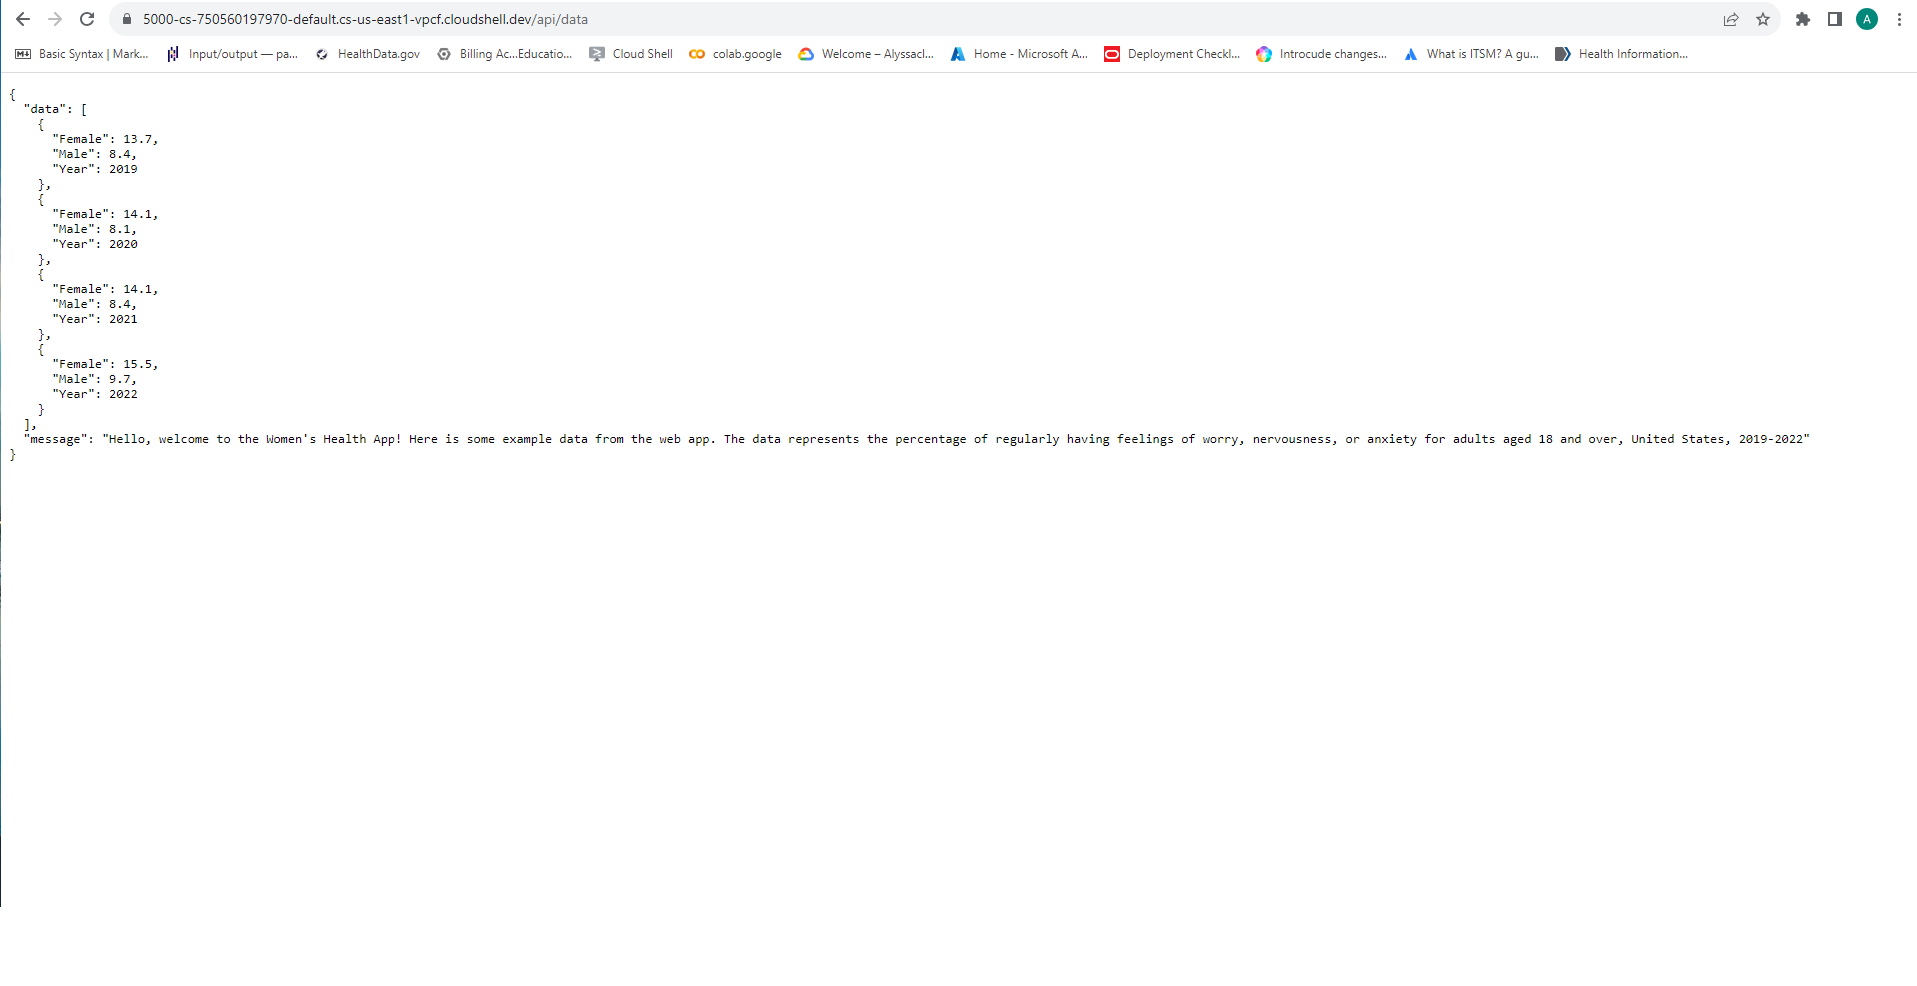 5000-cs-750560197970-default.cs-us-east1-vpcf.cloudshell.dev/api/data
A
Basic Syntax | Mark... Input/output — pa... HealthData.gov Billing Ac...Educatio... Cloud Shell colab.google Welcome – Alyssacl... Home - Microsoft A... Deployment Checkl... Introcude changes... What is ITSM? A gu... Health Information...
{
  "data": [
    {
      "Female": 13.7,
      "Male": 8.4,
      "Year": 2019
    },
    {
      "Female": 14.1,
      "Male": 8.1,
      "Year": 2020
    },
    {
      "Female": 14.1,
      "Male": 8.4,
      "Year": 2021
    },
    {
      "Female": 15.5,
      "Male": 9.7,
      "Year": 2022
    }
  ],
  "message": "Hello, welcome to the Women's Health App! Here is some example data from the web app. The data represents the percentage of regularly having feelings of worry, nervousness, or anxiety for adults aged 18 and over, United States, 2019-2022"
}